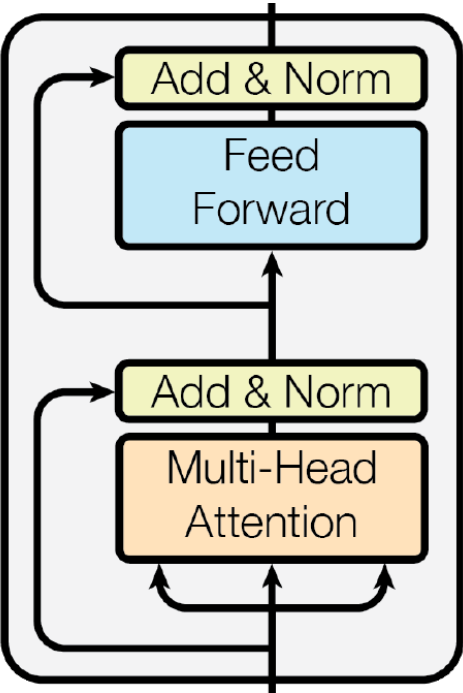 Add & Norm
Feed
Forward
Add & Norm
Multi-Head
Attention